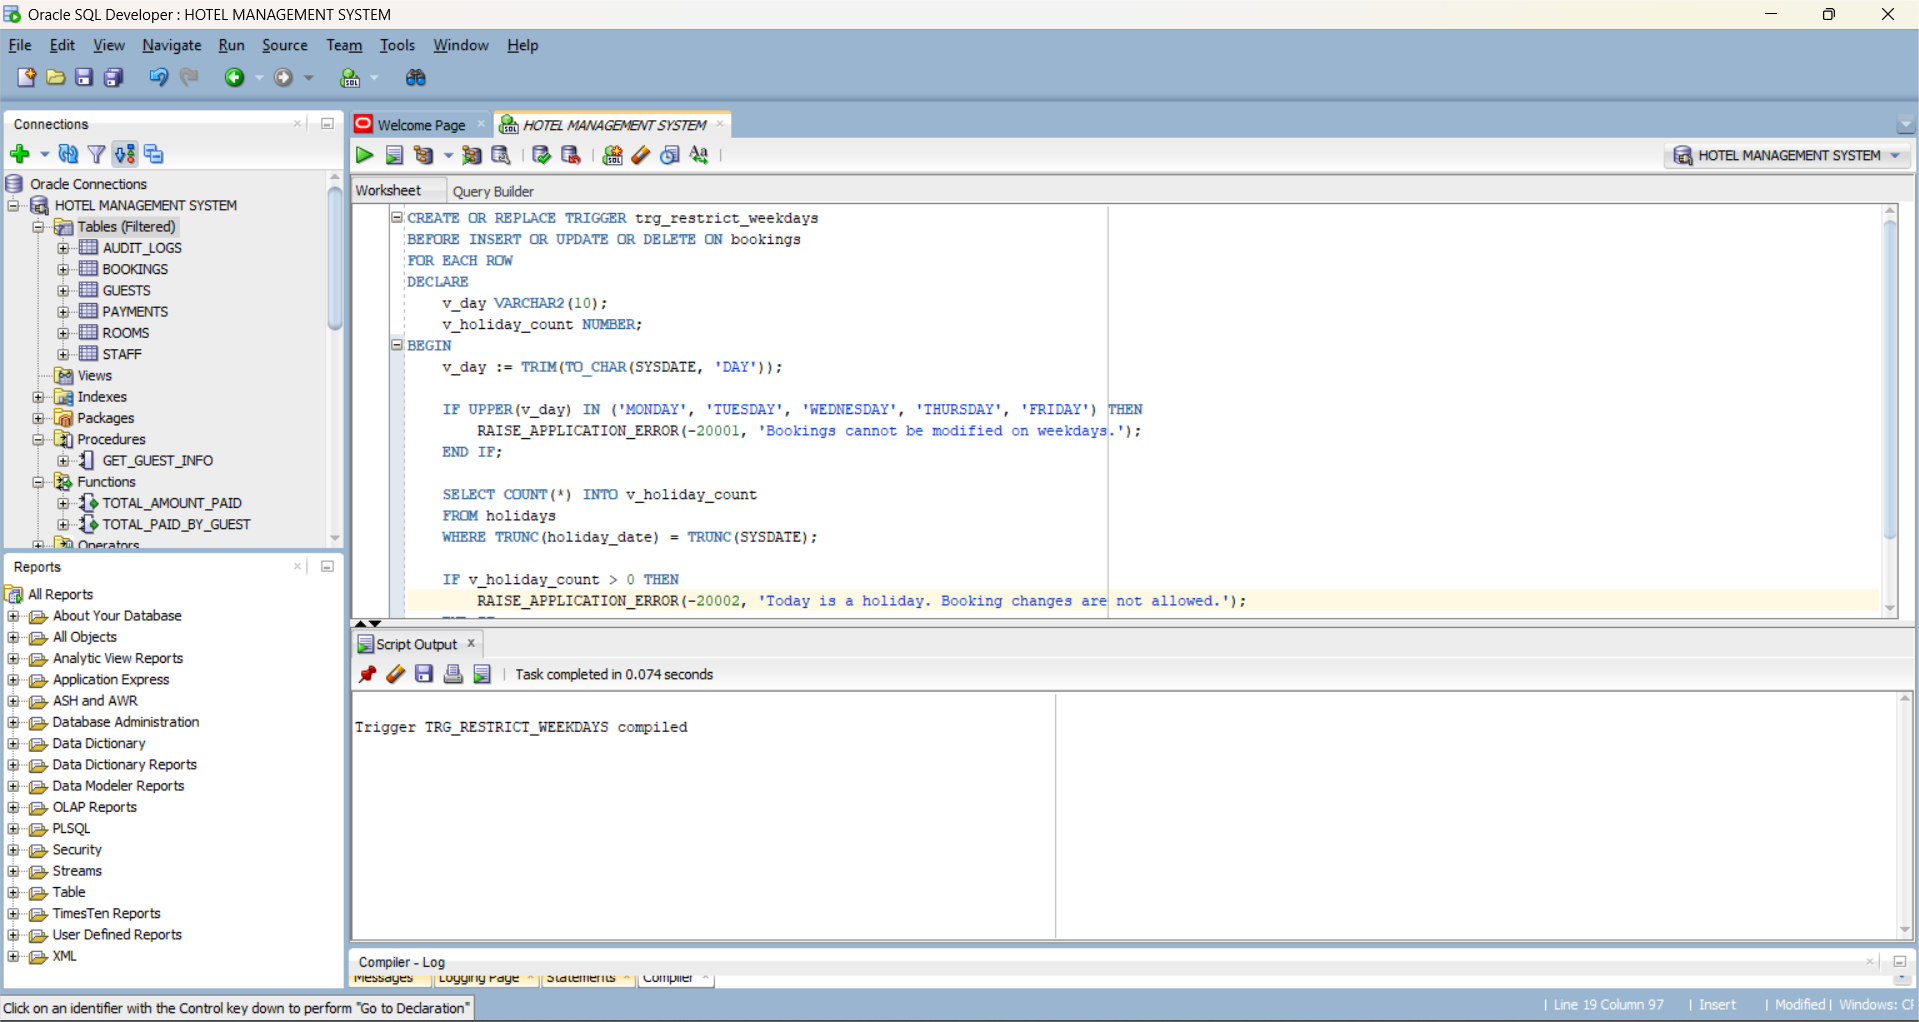 Oracle SQL Developer : HOTEL MANAGEMENT SYSTEM
File Edit View Navigate Run Source Team Tools Window Help
Connections
Oracle Connections
HOTEL MANAGEMENT SYSTEM
Tables (Filtered)
AUDIT_LOGS
BOOKINGS
GUESTS
PAYMENTS
ROOMS
STAFF
Views
Indexes
Packages
Procedures
GET_GUEST_INFO
Functions
TOTAL_AMOUNT_PAID
TOTAL_PAID_BY_GUEST
Operators
Reports
All Reports
About Your Database
All Objects
Analytic View Reports
Application Express
ASH and AWR
Database Administration
Data Dictionary
Data Dictionary Reports
Data Modeler Reports
OLAP Reports
PLSQL
Security
Streams
Table
TimesTen Reports
User Defined Reports
XML
Welcome Page
HOTEL MANAGEMENT SYSTEM
HOTEL MANAGEMENT SYSTEM
Worksheet Query Builder
CREATE OR REPLACE TRIGGER trg_restrict_weekdays
BEFORE INSERT OR UPDATE OR DELETE ON bookings
FOR EACH ROW
DECLARE
v_day VARCHAR2(10);
v_holiday_count NUMBER;
BEGIN
v_day := TRIM(TO_CHAR(SYSDATE, 'DAY'));
IF UPPER(v_day) IN ('MONDAY', 'TUESDAY', 'WEDNESDAY', 'THURSDAY', 'FRIDAY') THEN
RAISE_APPLICATION_ERROR(-20001, 'Bookings cannot be modified on weekdays.');
END IF;
SELECT COUNT(*) INTO v_holiday_count
FROM holidays
WHERE TRUNC(holiday_date) = TRUNC(SYSDATE);
IF v_holiday_count > 0 THEN
RAISE_APPLICATION_ERROR(-20002, 'Today is a holiday. Booking changes are not allowed.');
Script Output
Task completed in 0.074 seconds
Trigger TRG_RESTRICT_WEEKDAYS compiled
Compiler - Log
Messages Logging Page Statements Compiler
Click on an identifier with the Control key down to perform "Go to Declaration"
Line 19 Column 97 Insert Modified Windows: